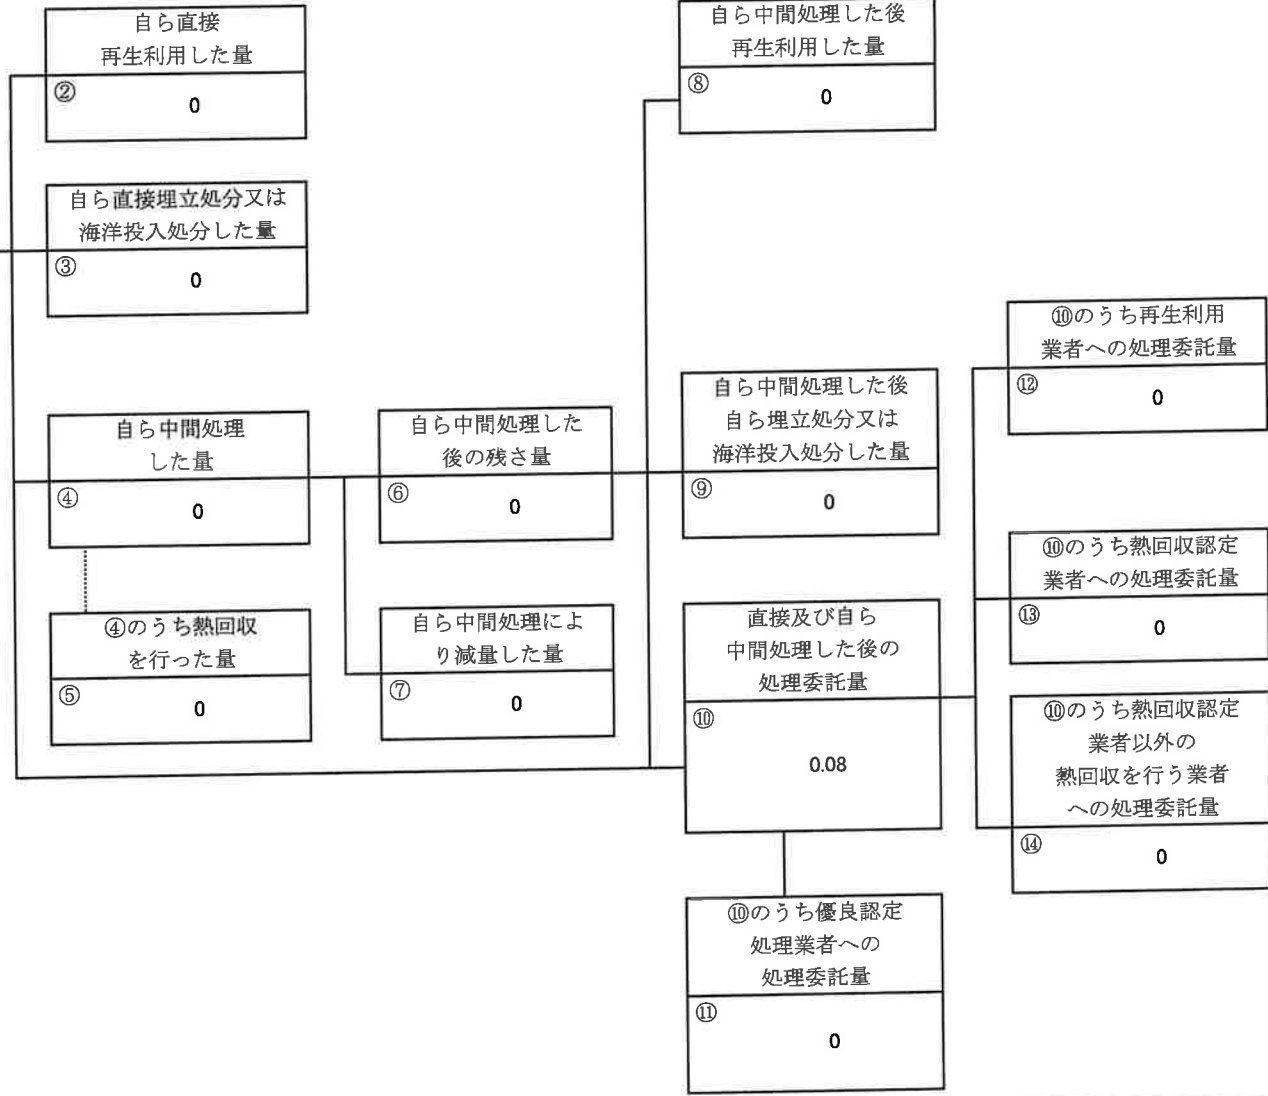 自ら直接
再生利用した量
②
0
自ら直接埋立処分又は
海洋投入処分した量
③
0
自ら中間処理
した量
④
0
④のうち熱回収
を行った量
⑤
0
自ら中間処理した
後の残さ量
⑥
0
自ら中間処理によ
り減量した量
⑦
0
自ら中間処理した後
再生利用した量
⑧
0
自ら中間処理した後
自ら埋立処分又は
海洋投入処分した量
⑨
0
直接及び自ら
中間処理した後の
処理委託量
⑩
0.08
⑩のうち優良認定
処理業者への
処理委託量
⑪
0
⑩のうち再生利用
業者への処理委託量
⑫
0
⑩のうち熱回収認定
業者への処理委託量
⑬
0
⑩のうち熱回収認定
業者以外の
熱回収を行う業者
への処理委託量
⑭
0